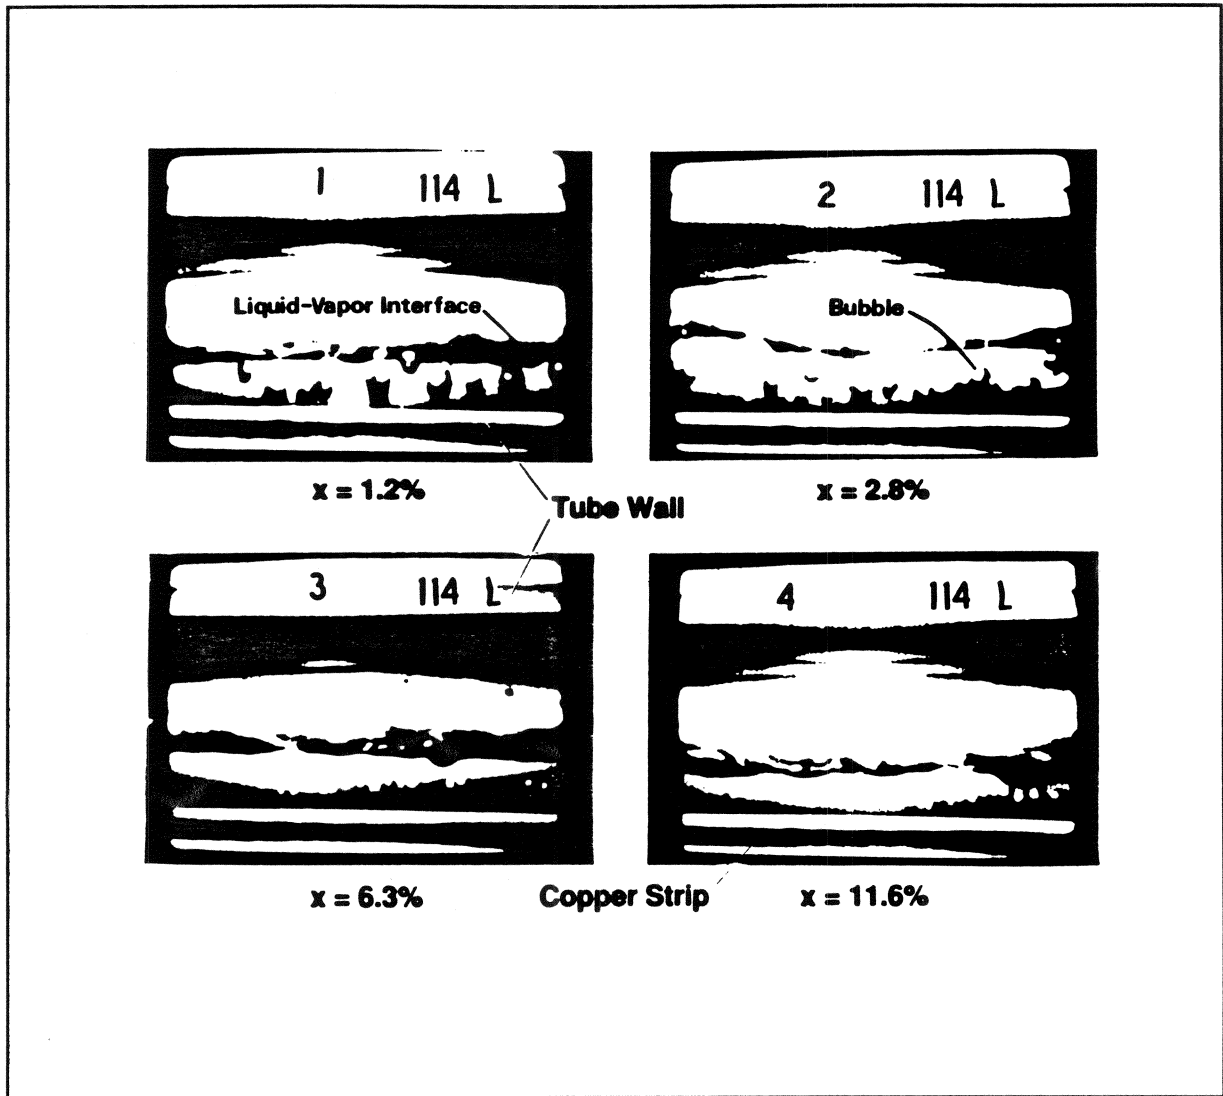 1 114 L
2 114 L
Liquid-Vapor Interface
Bubble
x = 1.2%
x = 2.8%
Tube Wall
3 114 L
4 114 L
x = 6.3%
Copper Strip
x = 11.6%